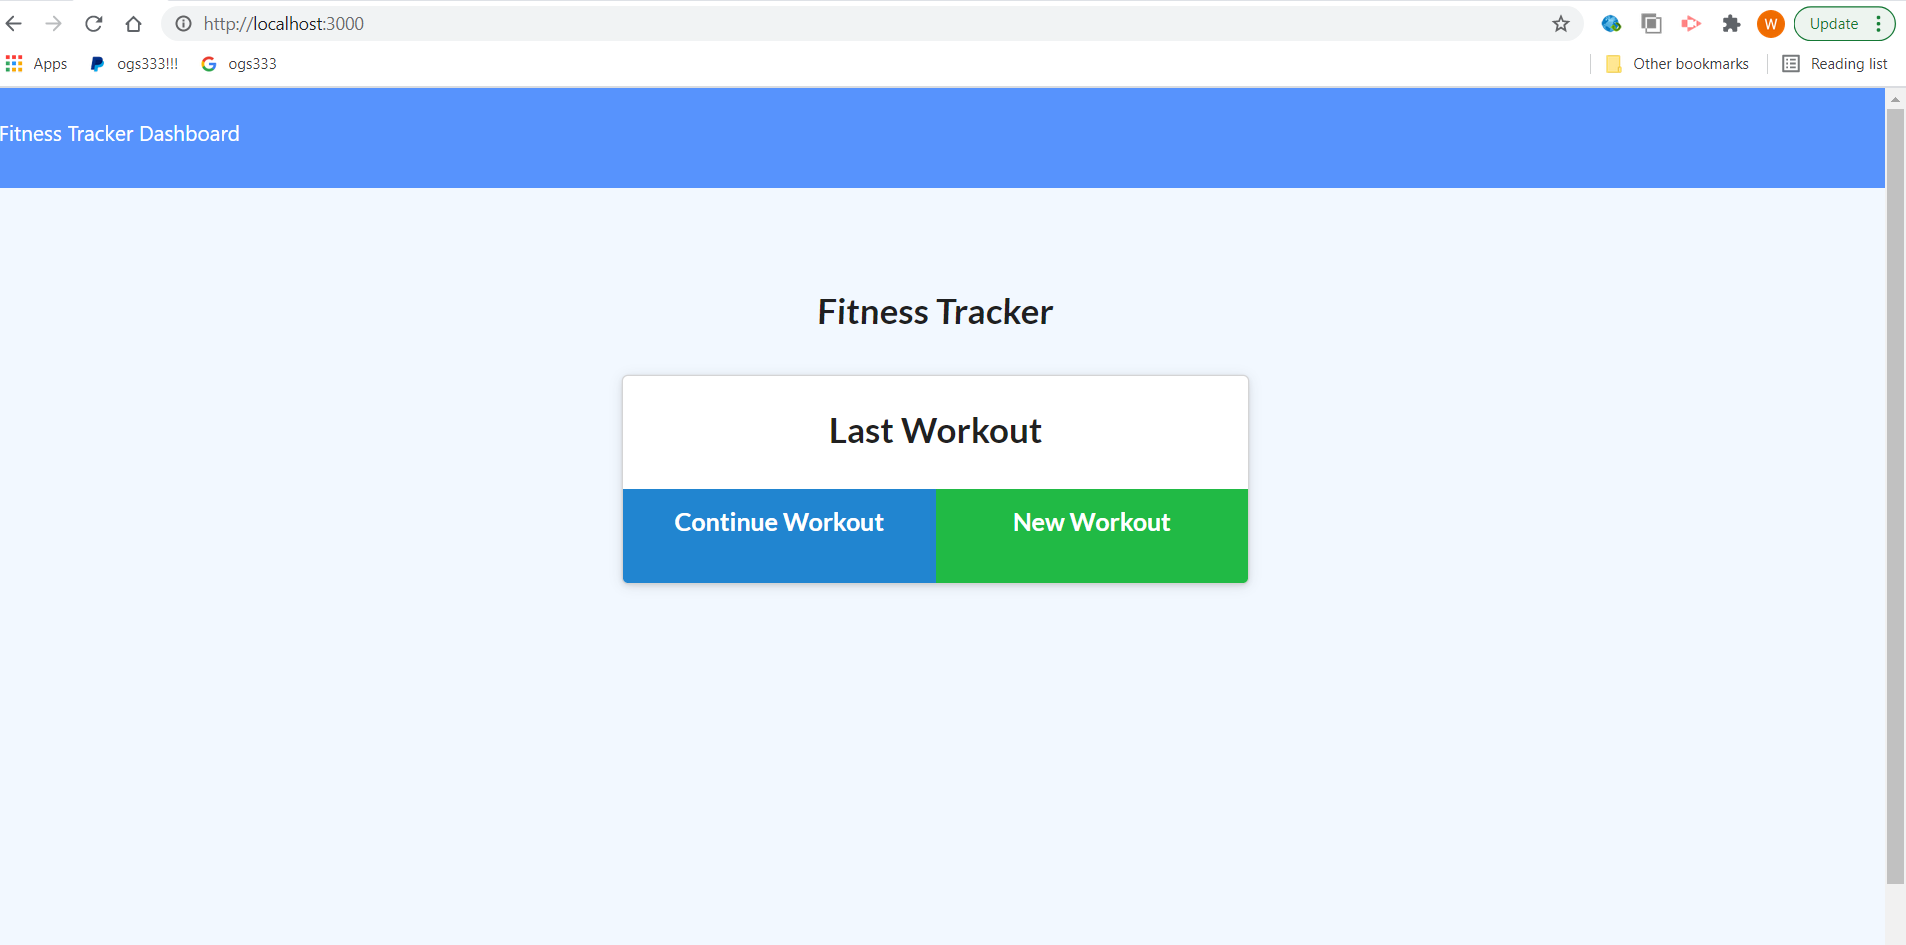 http://localhost:3000
W
Update
Apps
ogs333!!!
ogs333
Other bookmarks
Reading list
Fitness Tracker Dashboard
Fitness Tracker
Last Workout
Continue Workout
New Workout